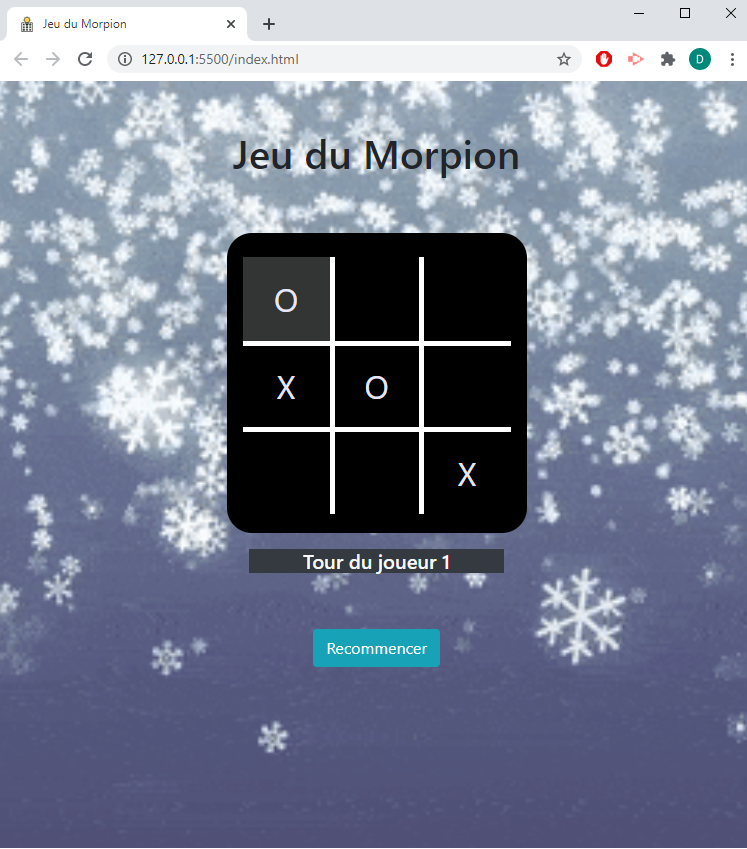 Jeu du Morpion
127.0.0.1:5500/index.html
D
Jeu du Morpion
O
X O
X
Tour du joueur 1
Recommencer